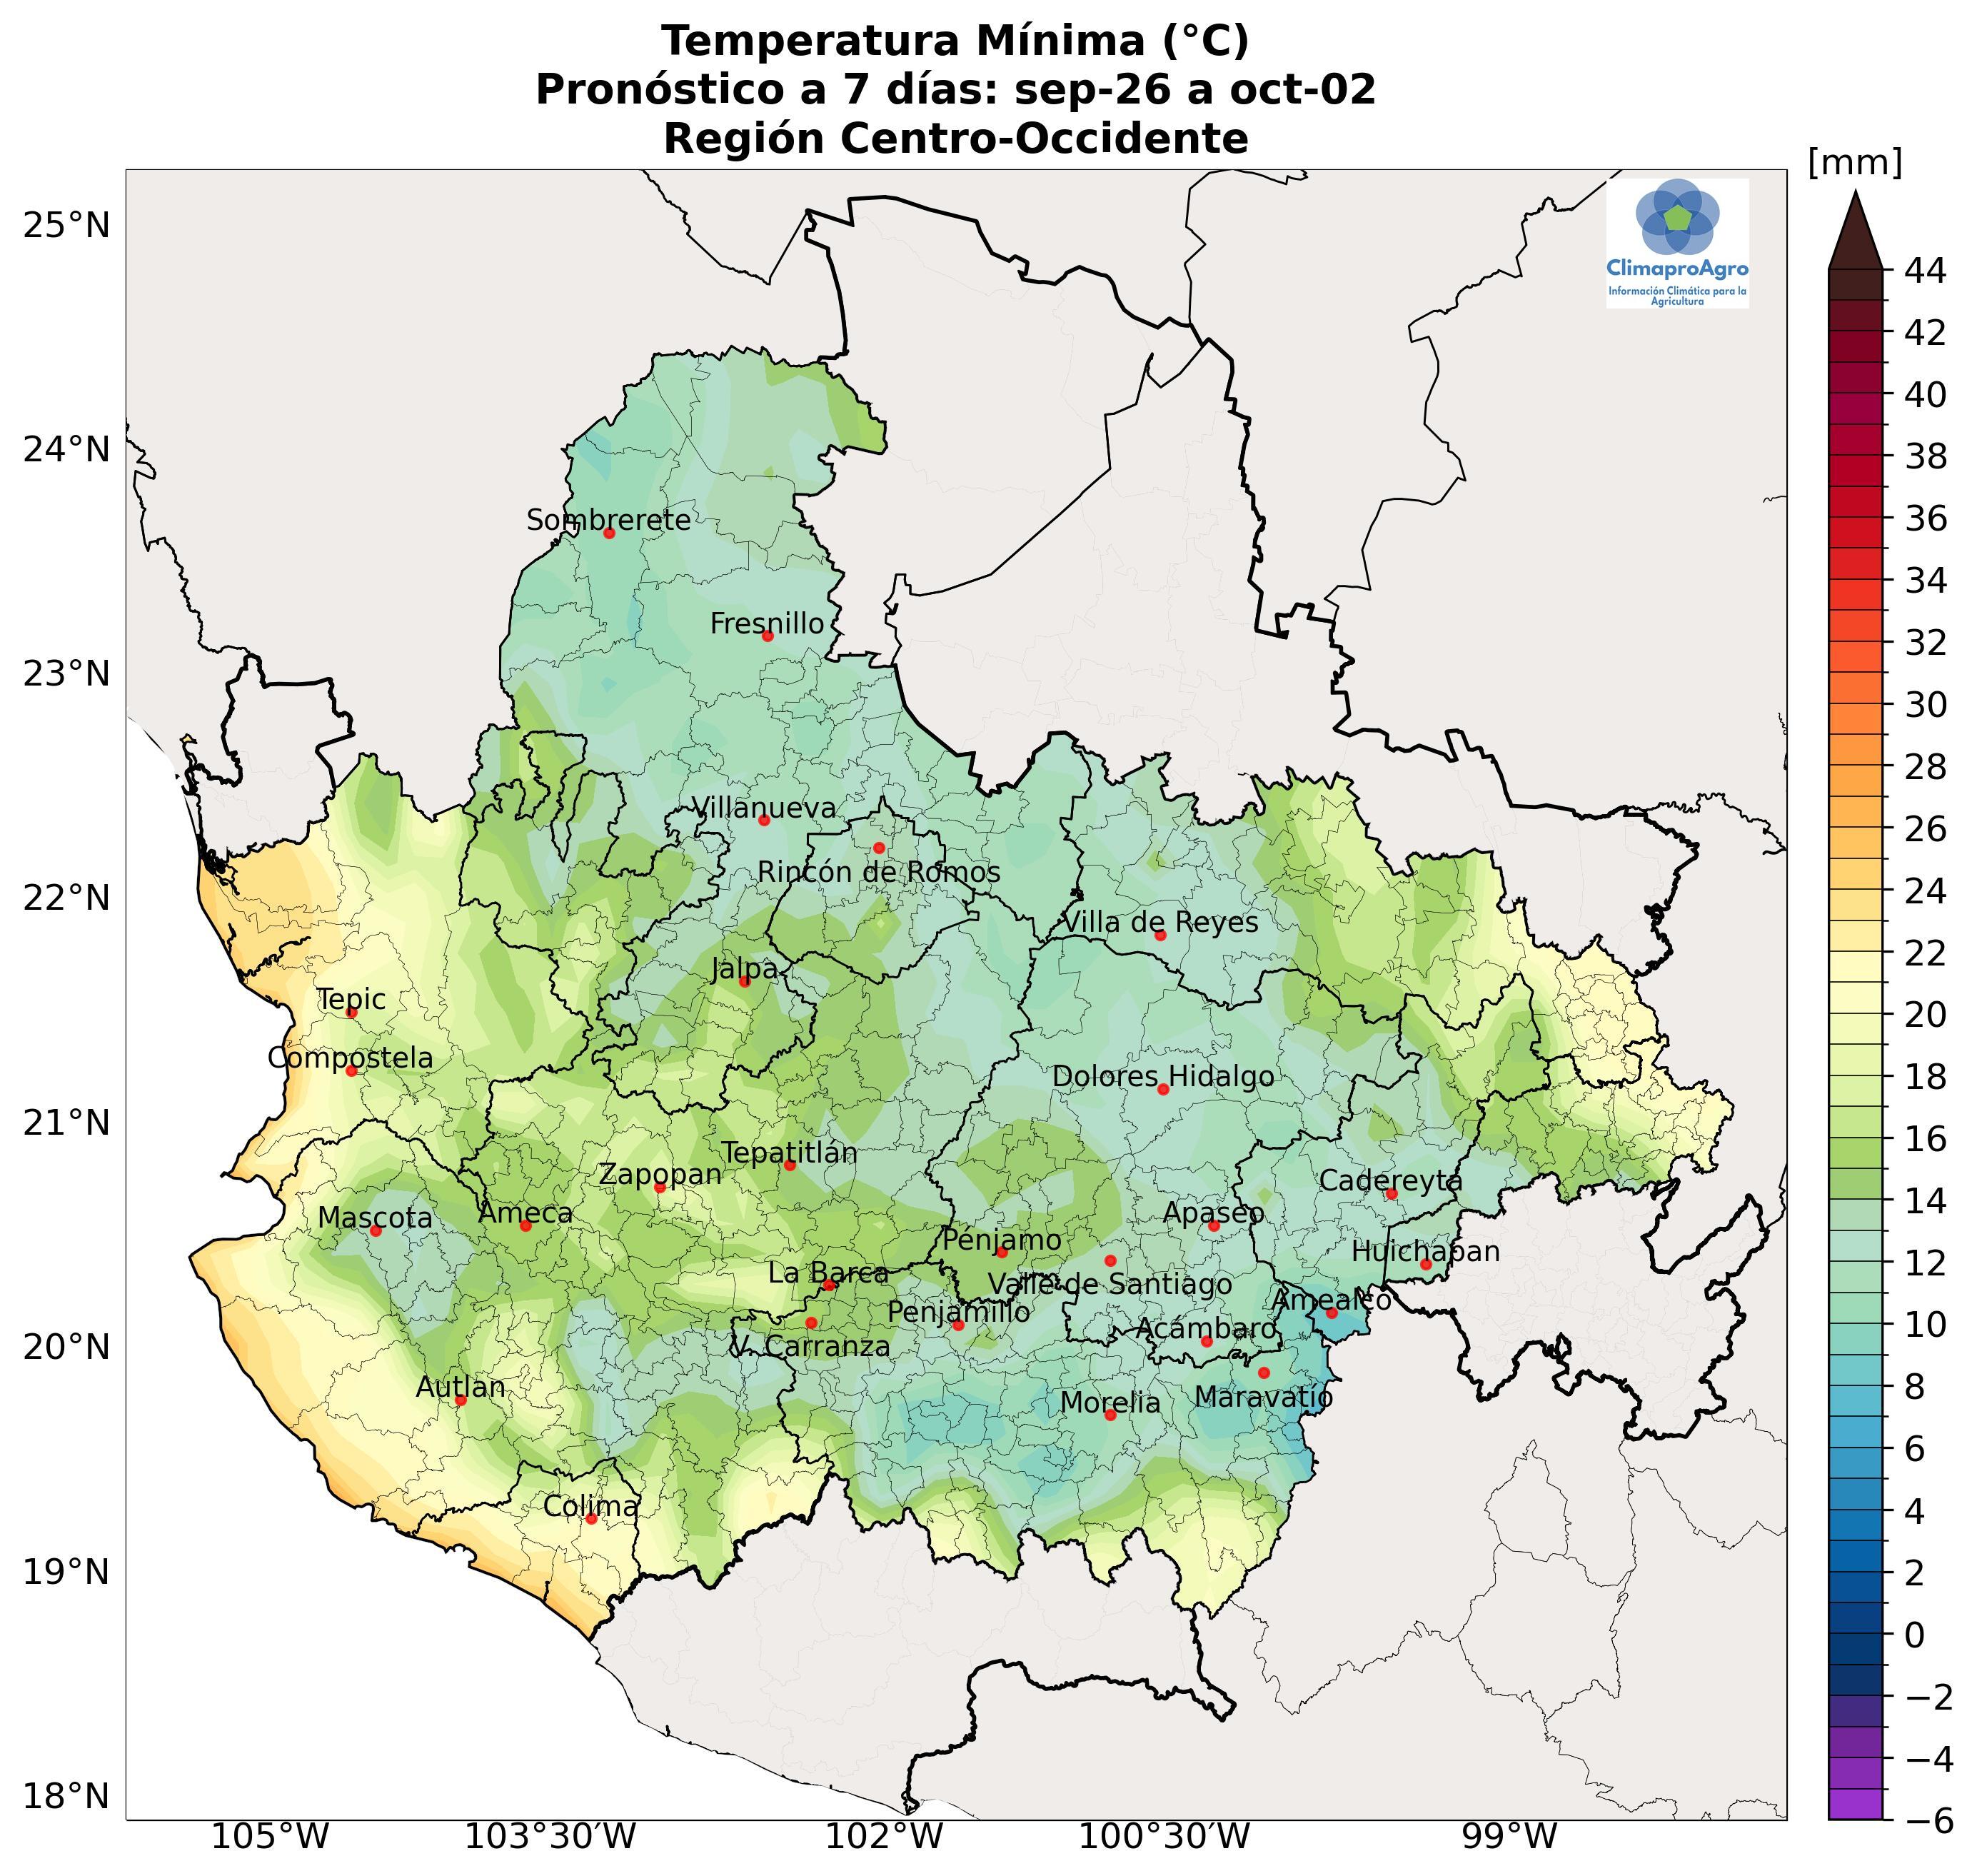 Temperatura Mínima (°C)
Pronóstico a 7 días: sep-26 a oct-02
Región Centro-Occidente
[mm]
ClimaproAgro
Información Climática para la
Agricultura
25°N
24°N
23°N
22°N
21°N
20°N
19°N
18°N
Sombrerete
Fresnillo
Villanueva
Rincón de Romos
Villa de Reyes
Jalpa
Tepic
Compostela
Dolores Hidalgo
Tepatitlán
Zapopan
Cadereyta
Mascota
Ameca
Apaseo
Pénjamo
Huichapan
La Barca
Valle de Santiago
Amealco
Penjamillo
Acámbaro
V. Carranza
Autlan
Morelia
Maravatío
Colima
105°W
103°30′W
102°W
100°30′W
99°W
44
42
40
38
36
34
32
30
28
26
24
22
20
18
16
14
12
10
8
6
4
2
0
−2
−4
−6